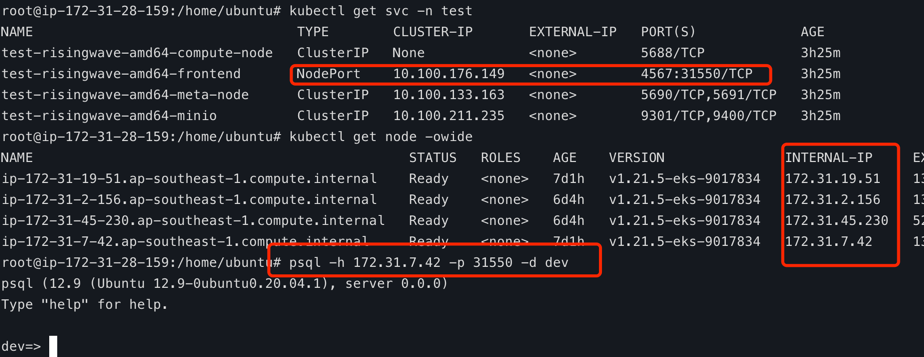 root@ip-172-31-28-159:/home/ubuntu# kubectl get svc -n test
NAME TYPE CLUSTER-IP EXTERNAL-IP PORT(S) AGE
test-risingwave-amd64-compute-node ClusterIP None <none> 5688/TCP 3h25m
test-risingwave-amd64-frontend NodePort 10.100.176.149 <none> 4567:31550/TCP 3h25m
test-risingwave-amd64-meta-node ClusterIP 10.100.133.163 <none> 5690/TCP,5691/TCP 3h25m
test-risingwave-amd64-minio ClusterIP 10.100.211.235 <none> 9301/TCP,9400/TCP 3h25m
root@ip-172-31-28-159:/home/ubuntu# kubectl get node -owide
NAME STATUS ROLES AGE VERSION INTERNAL-IP EX
ip-172-31-19-51.ap-southeast-1.compute.internal Ready <none> 7d1h v1.21.5-eks-9017834 172.31.19.51 13
ip-172-31-2-156.ap-southeast-1.compute.internal Ready <none> 6d4h v1.21.5-eks-9017834 172.31.2.156 13
ip-172-31-45-230.ap-southeast-1.compute.internal Ready <none> 6d4h v1.21.5-eks-9017834 172.31.45.230 52
ip-172-31-7-42.ap-southeast-1.compute.internal Ready <none> 7d1h v1.21.5-eks-9017834 172.31.7.42 13
root@ip-172-31-28-159:/home/ubuntu# psql -h 172.31.7.42 -p 31550 -d dev
psql (12.9 (Ubuntu 12.9-0ubuntu0.20.04.1), server 0.0.0)
Type "help" for help.
dev=>